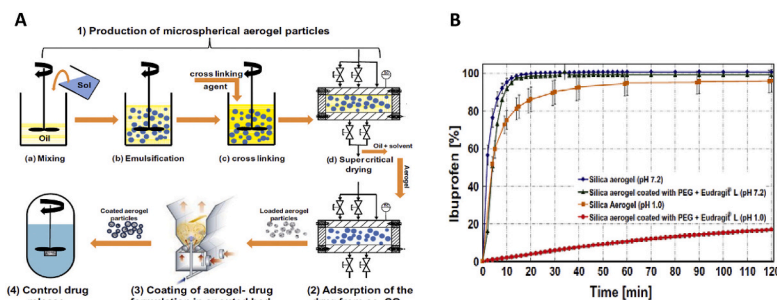 A
1) Production of microspherical aerogel particles
Sol
cross linking
agent
Oil
(a) Mixing
(b) Emulsification
(c) cross linking
(d) Supercritical
drying
Oil + solvent
Aerogel
Coated aerogel
particles
Loaded aerogel
particles
(4) Control drug
(3) Coating of aerogel- drug
(2) Adsorption of the
B
Ibuprofen [%]
100
80
60
40
20
0
Silica aerogel (pH 7.2)
Silica aerogel coated with PEG + Eudragit L (pH 7.2)
Silica Aerogel (pH 1.0)
Silica aerogel coated with PEG + Eudragit L (pH 1.0)
0 10 20 30 40 50 60 70 80 90 100 110 120
Time [min]